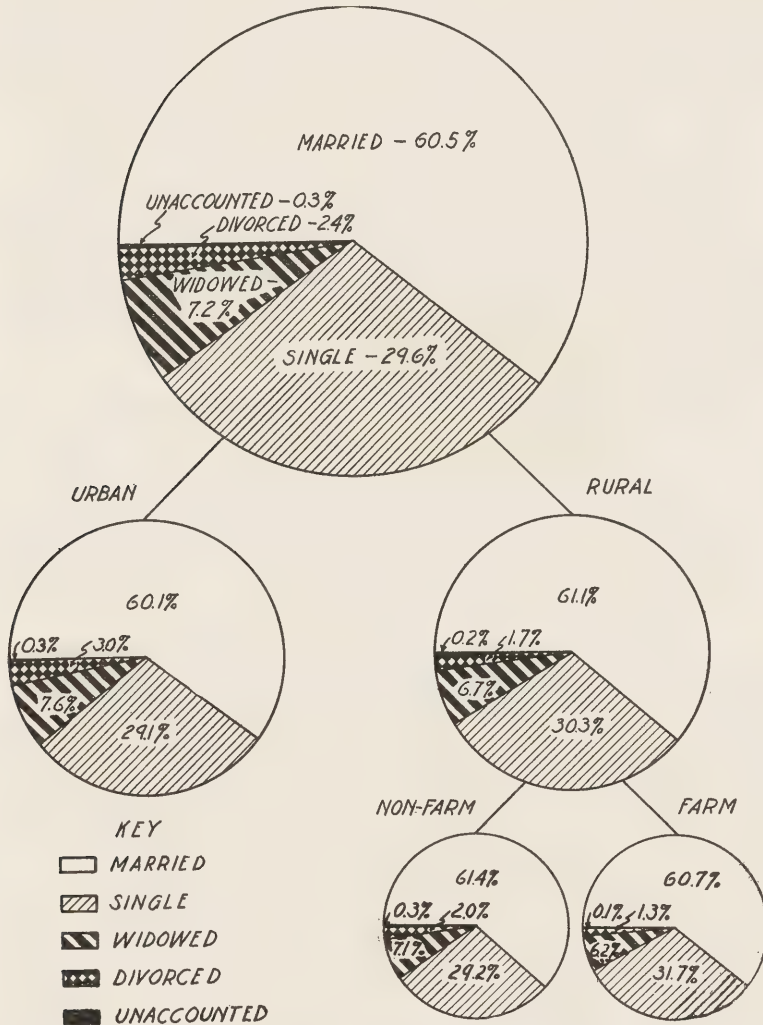 MARRIED - 60.5%
UNACCOUNTED - 0.3%
DIVORCED - 2.4%
WIDOWED -
7.2%
SINGLE - 29.6%
URBAN
60.1%
0.3% 3.0%
7.6%
29.1%
RURAL
61.1%
0.2% 1.7%
6.7%
30.3%
NON-FARM
61.4%
0.3% 2.0%
7.1%
29.2%
FARM
60.7%
0.1% 1.3%
6.2%
31.7%
KEY
MARRIED
SINGLE
WIDOWED
DIVORCED
UNACCOUNTED